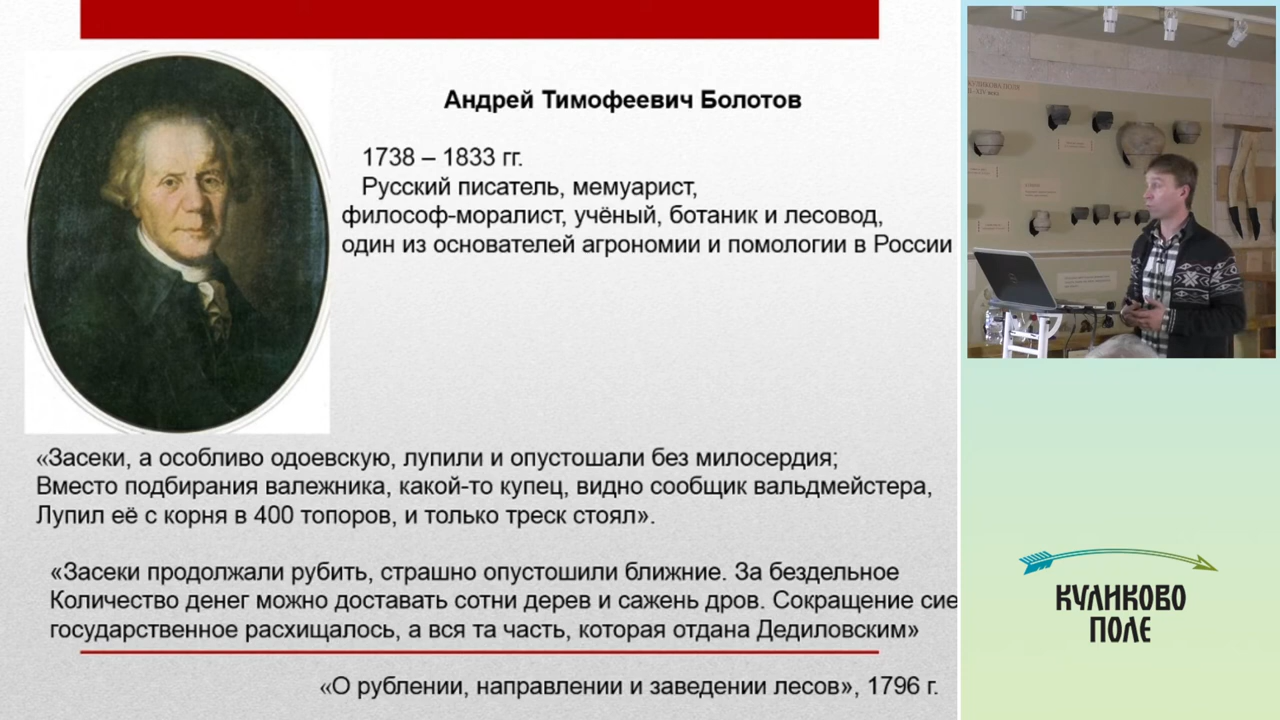 Андрей Тимофеевич Болотов
1738 – 1833 гг.
Русский писатель, мемуарист,
философ-моралист, учёный, ботаник и лесовод,
один из основателей агрономии и помологии в России
«Засеки, а особливо одоевскую, лупили и опустошали без милосердия;
Вместо подбирания валежника, какой-то купец, видно сообщик вальдмейстера,
Лупил её с корня в 400 топоров, и только треск стоял».
«Засеки продолжали рубить, страшно опустошили ближние. За бездельное
Количество денег можно доставать сотни дерев и сажень дров. Сокращение сие
государственное расхищалось, а вся та часть, которая отдана Дедиловским»
«О рублении, направлении и заведении лесов», 1796 г.
КУЛИКОВО
ПОЛЕ